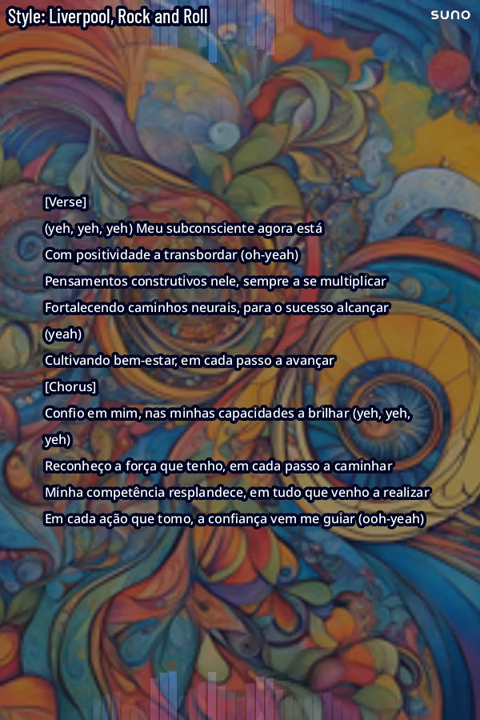 Style: Liverpool, Rock and Roll
suno
[Verse]
(yeh, yeh, yeh) Meu subconsciente agora está
Com positividade a transbordar (oh-yeah)
Pensamentos construtivos nele, sempre a se multiplicar
Fortalecendo caminhos neurais, para o sucesso alcançar
(yeah)
Cultivando bem-estar, em cada passo a avançar
[Chorus]
Confio em mim, nas minhas capacidades a brilhar (yeh, yeh,
yeh)
Reconheço a força que tenho, em cada passo a caminhar
Minha competência resplandece, em tudo que venho a realizar
Em cada ação que tomo, a confiança vem me guiar (ooh-yeah)